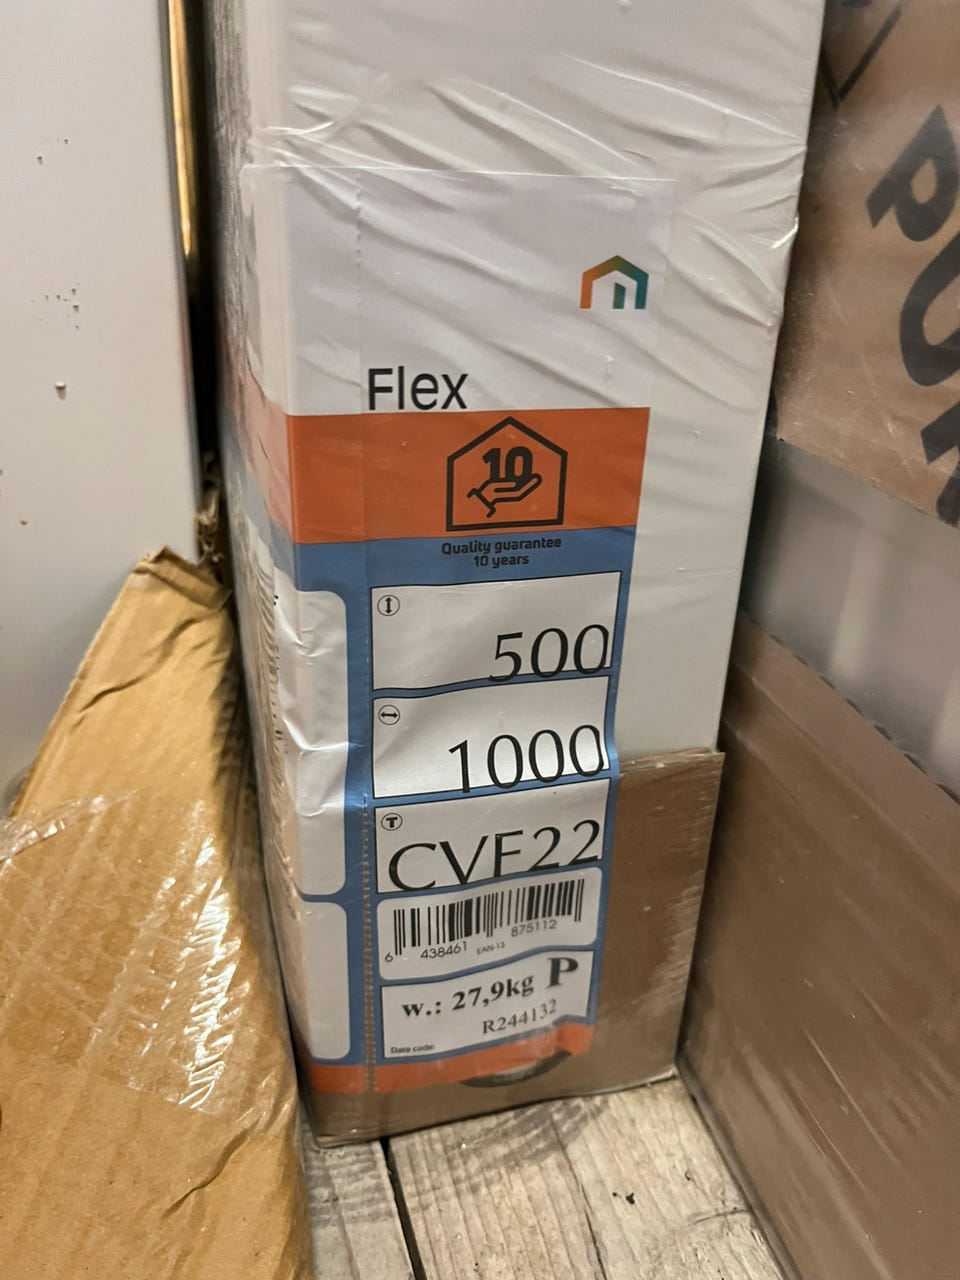 Flex
10
Quality guarantee
10 years
500
1000
T
CVF22
6 438461 EAN-13 875112
w.: 27,9kg P
R244132
Date code: